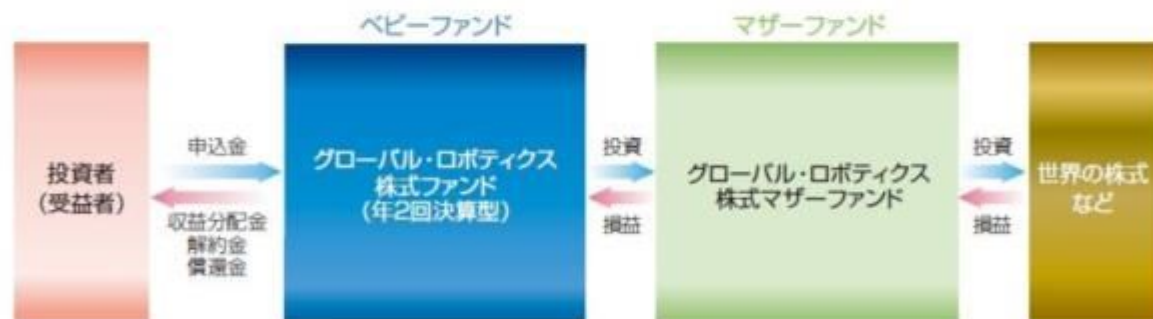 ベビーファンド
マザーファンド
投資者
(受益者)
申込金
収益分配金
解約金
償還金
グローバル・ロボティクス
株式ファンド
(年2回決算型)
投資
損益
グローバル・ロボティクス
株式マザーファンド
投資
損益
世界の株式
など